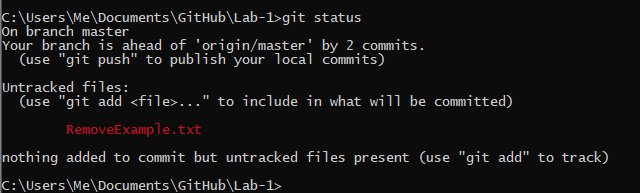 C:\Users\Me\Documents\GitHub\Lab-1>git status
On branch master
Your branch is ahead of 'origin/master' by 2 commits.
  (use "git push" to publish your local commits)

Untracked files:
  (use "git add <file>..." to include in what will be committed)

        RemoveExample.txt

nothing added to commit but untracked files present (use "git add" to track)

C:\Users\Me\Documents\GitHub\Lab-1>